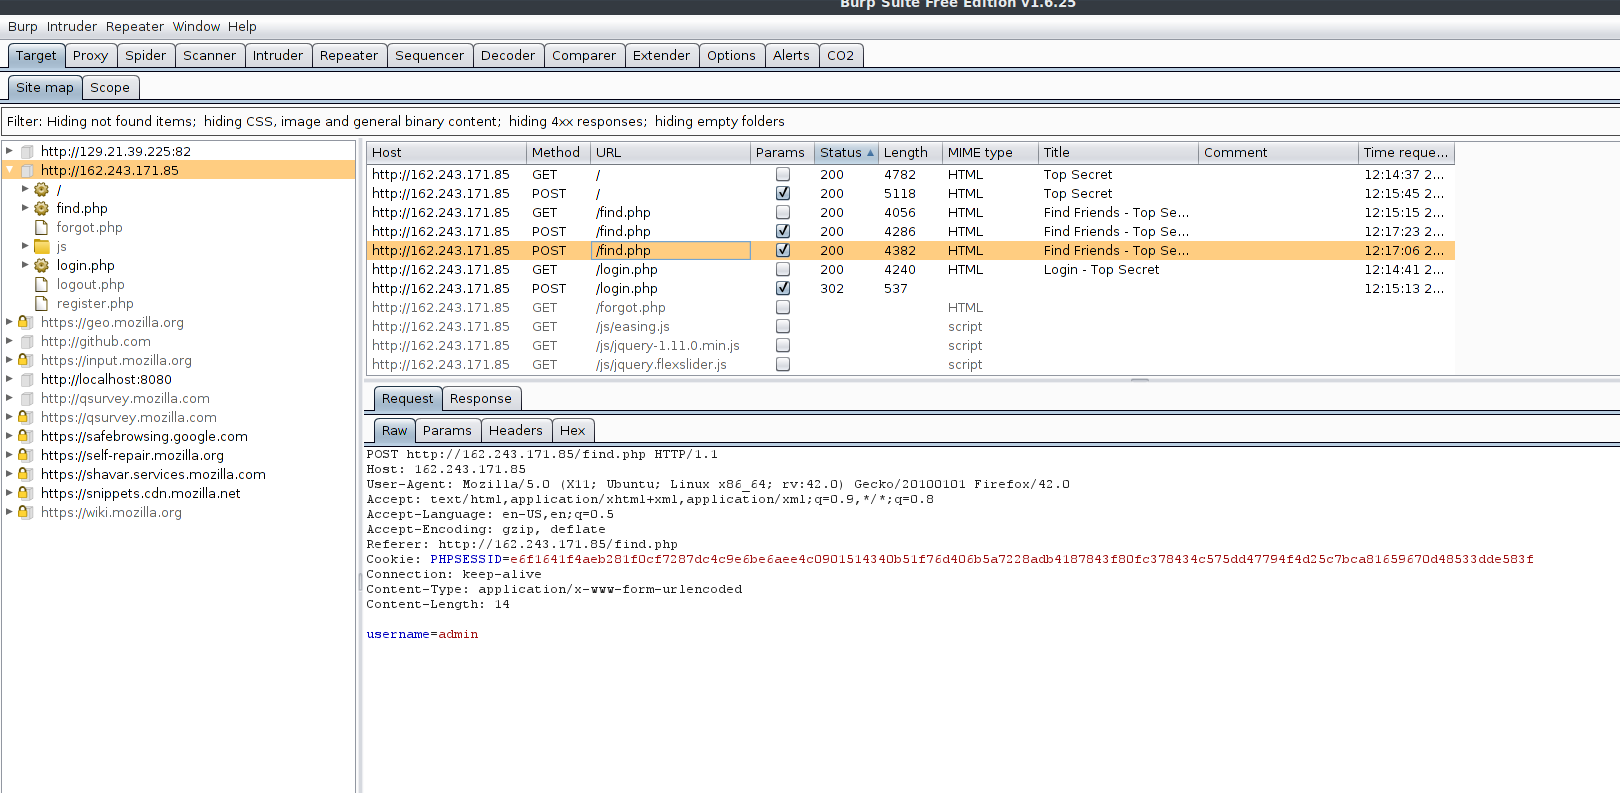 Burp Suite Free Edition v1.6.25
Burp Intruder Repeater Window Help
Target Proxy Spider Scanner Intruder Repeater Sequencer Decoder Comparer Extender Options Alerts CO2
Site map Scope
Filter: Hiding not found items; hiding CSS, image and general binary content; hiding 4xx responses; hiding empty folders
http://129.21.39.225:82
http://162.243.171.85
/
find.php
forgot.php
js
login.php
logout.php
register.php
https://geo.mozilla.org
http://github.com
https://input.mozilla.org
http://localhost:8080
http://qsurvey.mozilla.com
https://qsurvey.mozilla.com
https://safebrowsing.google.com
https://self-repair.mozilla.org
https://shavar.services.mozilla.com
https://snippets.cdn.mozilla.net
https://wiki.mozilla.org
Host Method URL Params Status Length MIME type Title Comment Time reque...
http://162.243.171.85 GET / 200 4782 HTML Top Secret 12:14:37 2...
http://162.243.171.85 POST / 200 5118 HTML Top Secret 12:15:45 2...
http://162.243.171.85 GET /find.php 200 4056 HTML Find Friends - Top Se... 12:15:15 2...
http://162.243.171.85 POST /find.php 200 4286 HTML Find Friends - Top Se... 12:17:23 2...
http://162.243.171.85 POST /find.php 200 4382 HTML Find Friends - Top Se... 12:17:06 2...
http://162.243.171.85 GET /login.php 200 4240 HTML Login - Top Secret 12:14:41 2...
http://162.243.171.85 POST /login.php 302 537 12:15:13 2...
http://162.243.171.85 GET /forgot.php HTML
http://162.243.171.85 GET /js/easing.js script
http://162.243.171.85 GET /js/jquery-1.11.0.min.js script
http://162.243.171.85 GET /js/jquery.flexslider.js script
Request Response
Raw Params Headers Hex
POST http://162.243.171.85/find.php HTTP/1.1
Host: 162.243.171.85
User-Agent: Mozilla/5.0 (X11; Ubuntu; Linux x86_64; rv:42.0) Gecko/20100101 Firefox/42.0
Accept: text/html,application/xhtml+xml,application/xml;q=0.9,*/*;q=0.8
Accept-Language: en-US,en;q=0.5
Accept-Encoding: gzip, deflate
Referer: http://162.243.171.85/find.php
Cookie: PHPSESSID=e6f1641f4aeb281f0cf7287dc4c9e6be6aee4c0901514340b51f76d406b5a7228adb4187843f80fc378434c575dd47794f4d25c7bca81659670d48533dde583f
Connection: keep-alive
Content-Type: application/x-www-form-urlencoded
Content-Length: 14
username=admin